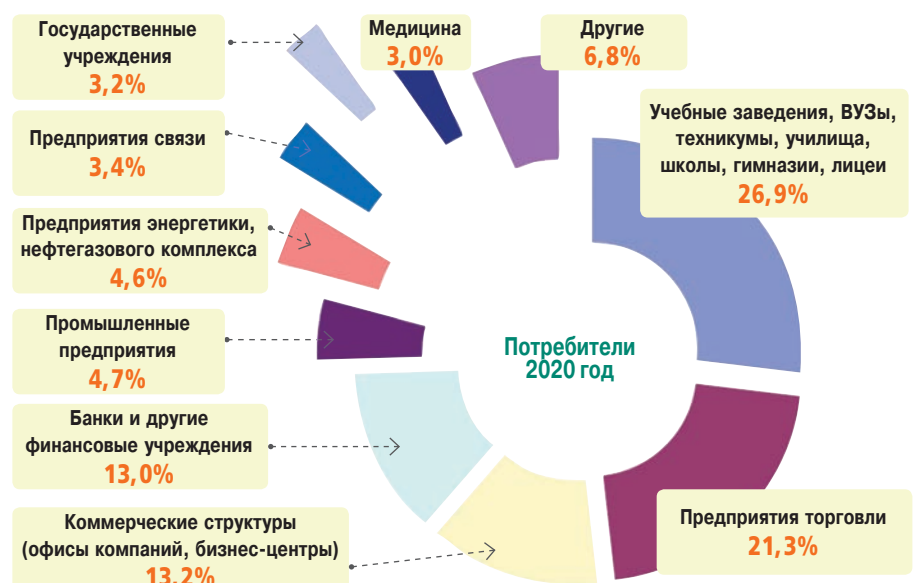 Государственные
учреждения
3,2%
Медицина
3,0%
Другие
6,8%
Учебные заведения, ВУЗы,
техникумы, училища,
школы, гимназии, лицеи
26,9%
Предприятия связи
3,4%
Предприятия энергетики,
нефтегазового комплекса
4,6%
Промышленные
предприятия
4,7%
Потребители
2020 год
Банки и другие
финансовые учреждения
13,0%
Коммерческие структуры
(офисы компаний, бизнес-центры)
13,2%
Предприятия торговли
21,3%